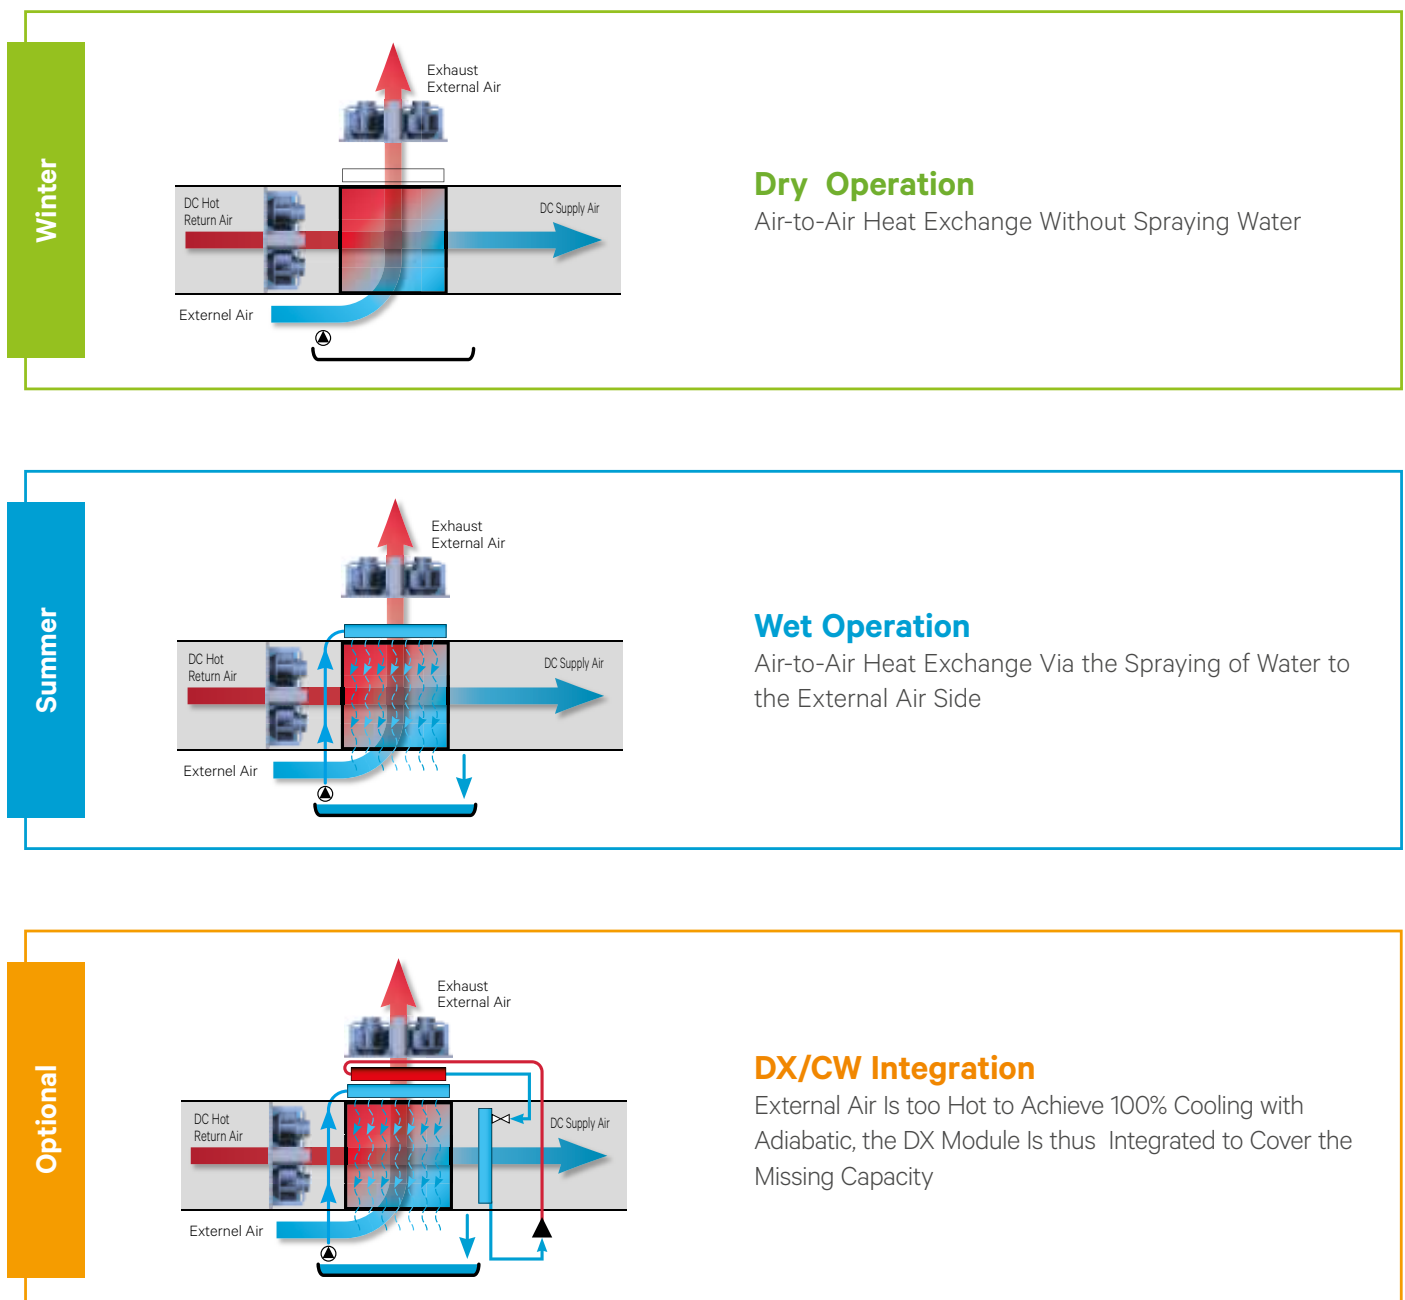 Winter
Exhaust
External Air
DC Hot
Return Air
DC Supply Air
Externel Air
Dry  Operation
Air-to-Air Heat Exchange Without Spraying Water
Summer
Exhaust
External Air
DC Hot
Return Air
DC Supply Air
Externel Air
Wet Operation
Air-to-Air Heat Exchange Via the Spraying of Water to
the External Air Side
Optional
Exhaust
External Air
DC Hot
Return Air
DC Supply Air
Externel Air
DX/CW Integration
External Air Is too Hot to Achieve 100% Cooling with
Adiabatic, the DX Module Is thus  Integrated to Cover the
Missing Capacity